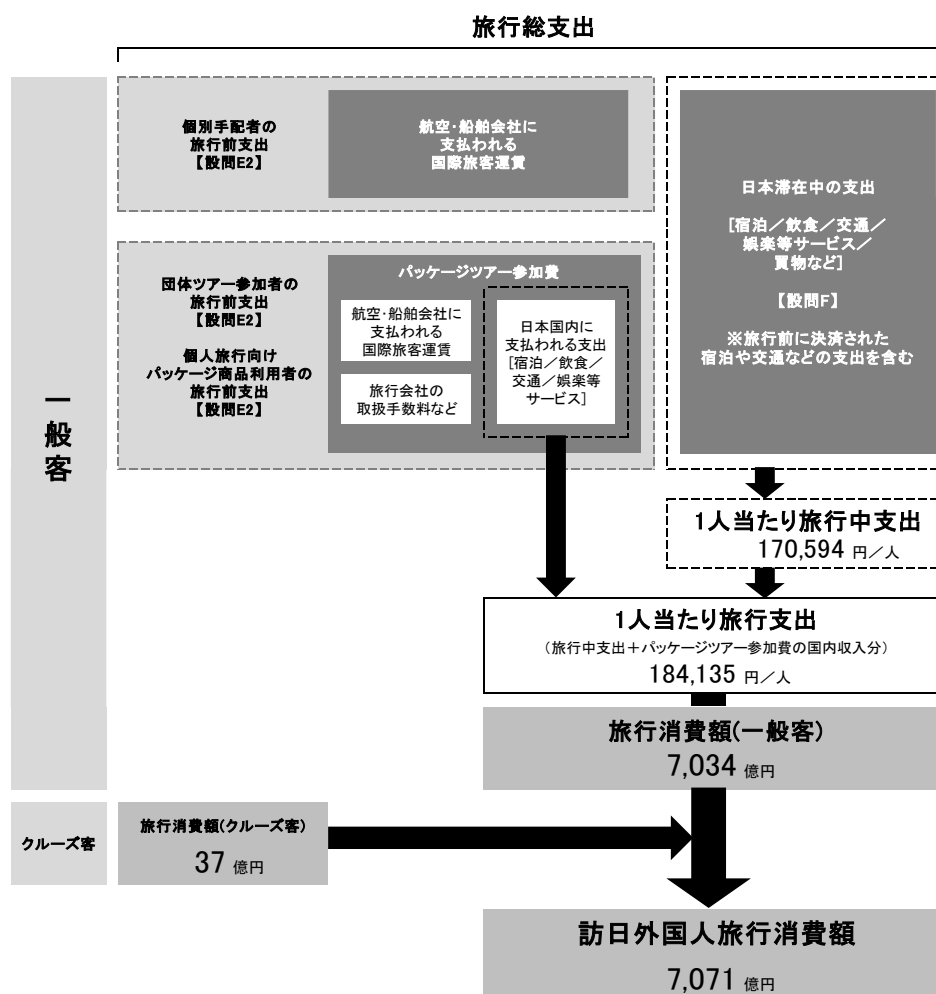 旅行総支出
一般客
個別手配者の
旅行前支出
【設問E2】
航空・船舶会社に
支払われる
国際旅客運賃
団体ツアー参加者の
旅行前支出
【設問E2】
個人旅行向け
パッケージ商品利用者の
旅行前支出
【設問E2】
パッケージツアー参加費
航空・船舶会社に
支払われる
国際旅客運賃
旅行会社の
取扱手数料など
日本国内に
支払われる支出
[宿泊／飲食／
交通／娯楽等
サービス]
日本滞在中の支出
[宿泊／飲食／交通／
娯楽等サービス／
買物など]
【設問F】
※旅行前に決済された
宿泊や交通などの支出を含む
1人当たり旅行中支出
170,594 円／人
1人当たり旅行支出
（旅行中支出＋パッケージツアー参加費の国内収入分）
184,135 円／人
旅行消費額(一般客)
7,034 億円
クルーズ客
旅行消費額(クルーズ客)
37 億円
訪日外国人旅行消費額
7,071 億円